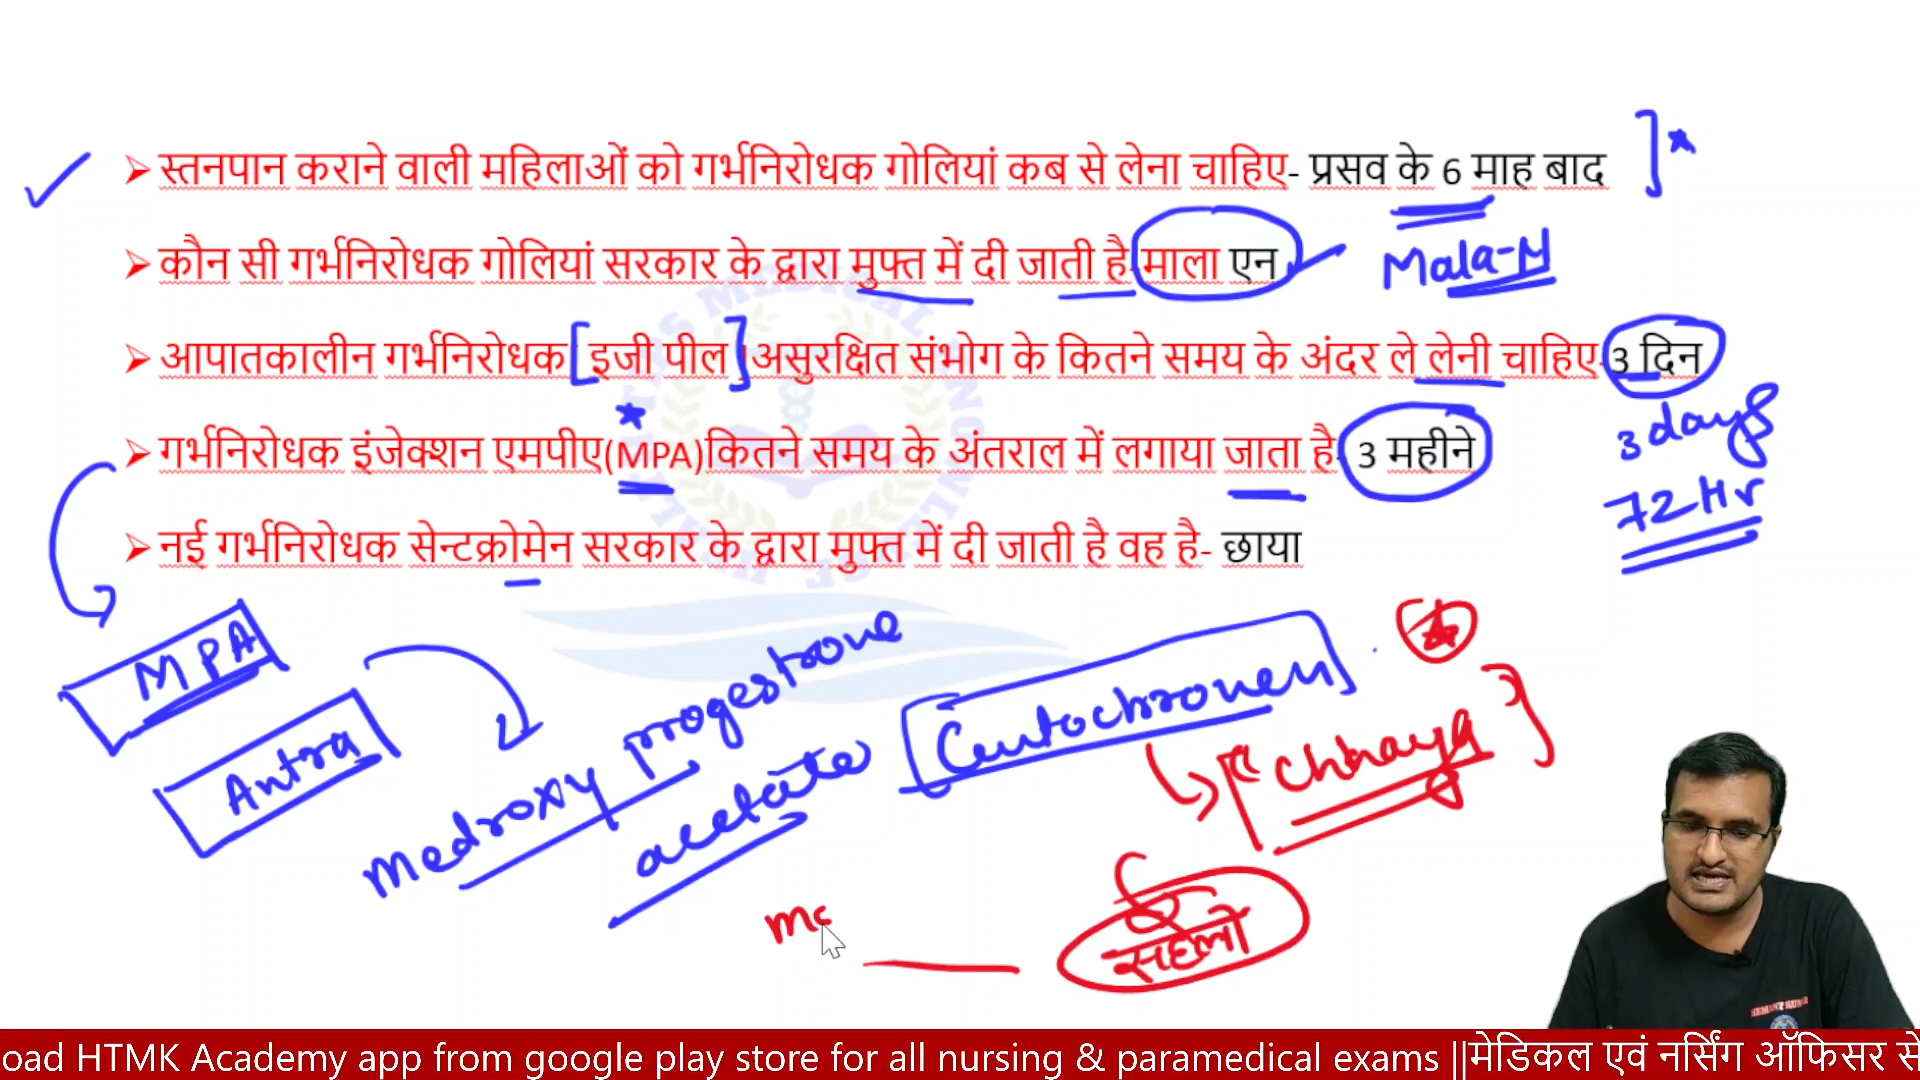 ➢ स्तनपान कराने वाली महिलाओं को गर्भनिरोधक गोलियां कब से लेना चाहिए- प्रसव के 6 माह बाद
➢ कौन सी गर्भनिरोधक गोलियां सरकार के द्वारा मुफ्त में दी जाती है- माला एन
Mala-N
➢ आपातकालीन गर्भनिरोधक इजी पील असुरक्षित संभोग के कितने समय के अंदर ले लेनी चाहिए- 3 दिन
3 days
72 Hr
➢ गर्भनिरोधक इंजेक्शन एमपीए(MPA)कितने समय के अंतराल में लगाया जाता है- 3 महीने
➢ नई गर्भनिरोधक सेन्टक्रोमेन सरकार के द्वारा मुफ्त में दी जाती है वह है- छाया
MPA
Antra
Medroxy progestrone
acetate
Centochronen
"Chhaya"
सहेली
oad HTMK Academy app from google play store for all nursing & paramedical exams ||मेडिकल एवं नर्सिंग ऑफिसर से